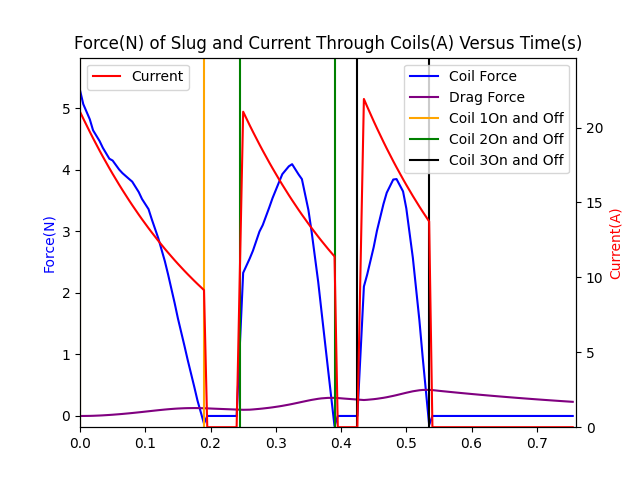 Force(N) of Slug and Current Through Coils(A) Versus Time(s)
Current
Coil Force
Drag Force
Coil 1On and Off
Coil 2On and Off
Coil 3On and Off
Force(N)
5
4
3
2
1
0
Current(A)
20
15
10
5
0
0.0 0.1 0.2 0.3 0.4 0.5 0.6 0.7